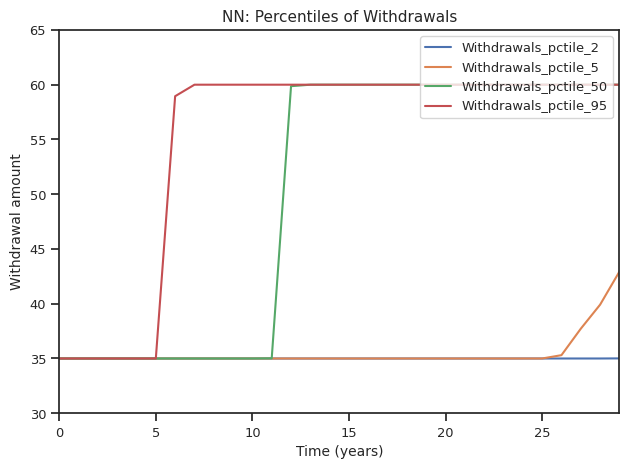 NN: Percentiles of Withdrawals
Withdrawal amount
65
60
55
50
45
40
35
30
Withdrawals_pctile_2
Withdrawals_pctile_5
Withdrawals_pctile_50
Withdrawals_pctile_95
0 5 10 15 20 25
Time (years)